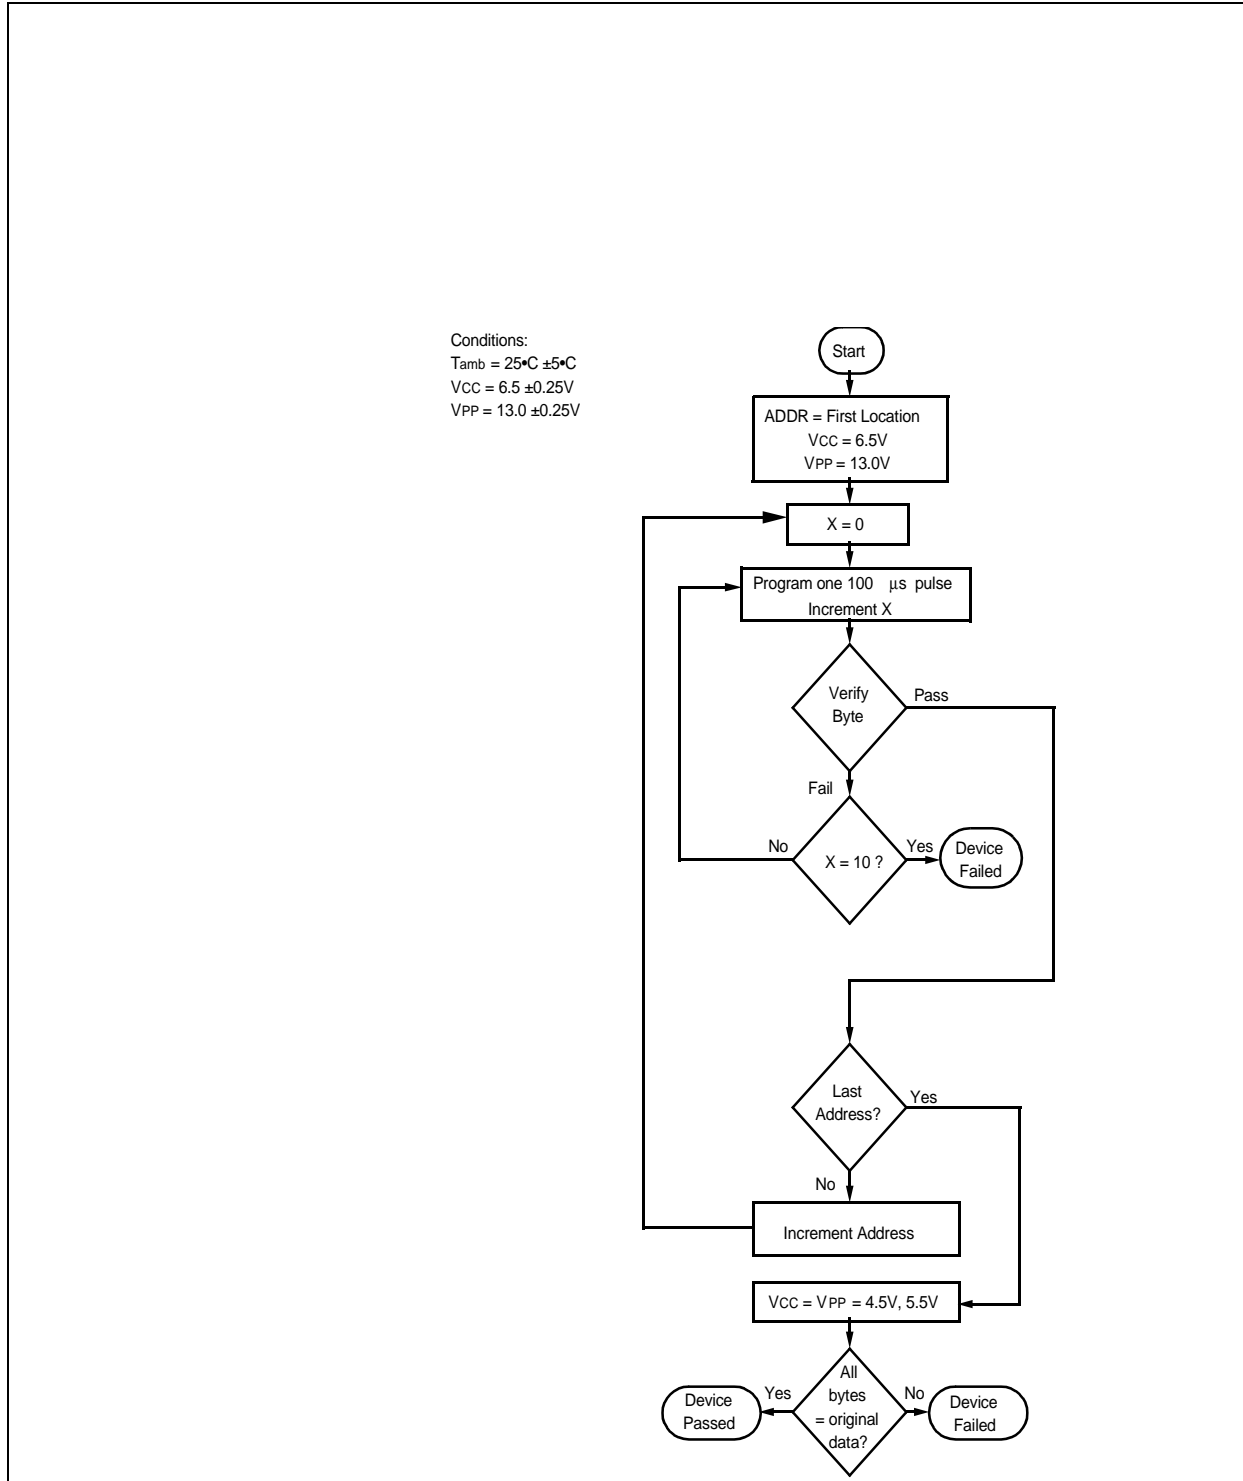 Conditions:
Tamb = 25•C ±5•C
VCC = 6.5 ±0.25V
VPP = 13.0 ±0.25V
Start
ADDR = First Location
VCC = 6.5V
VPP = 13.0V
X = 0
Program one 100 µs pulse
Increment X
Verify
Byte
Pass
Fail
No
X = 10 ?
Yes
Device
Failed
Last
Address?
Yes
No
Increment Address
VCC = VPP = 4.5V, 5.5V
Device
Passed
Yes
All
bytes
= original
data?
No
Device
Failed